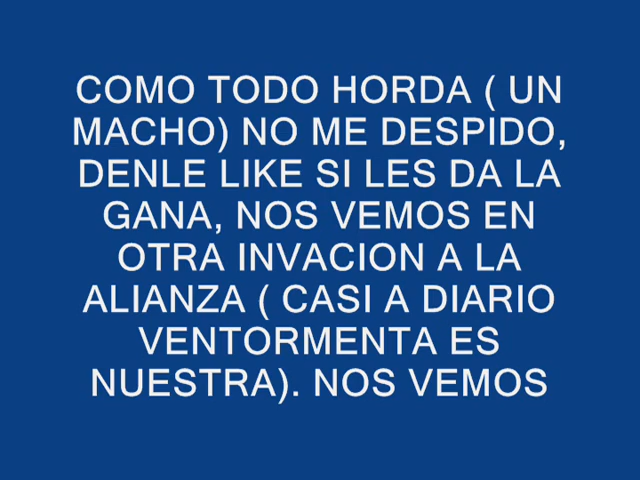 COMO TODO HORDA ( UN
MACHO) NO ME DESPIDO,
DENLE LIKE SI LES DA LA
GANA, NOS VEMOS EN
OTRA INVACION A LA
ALIANZA ( CASI A DIARIO
VENTORMENTA ES
NUESTRA). NOS VEMOS